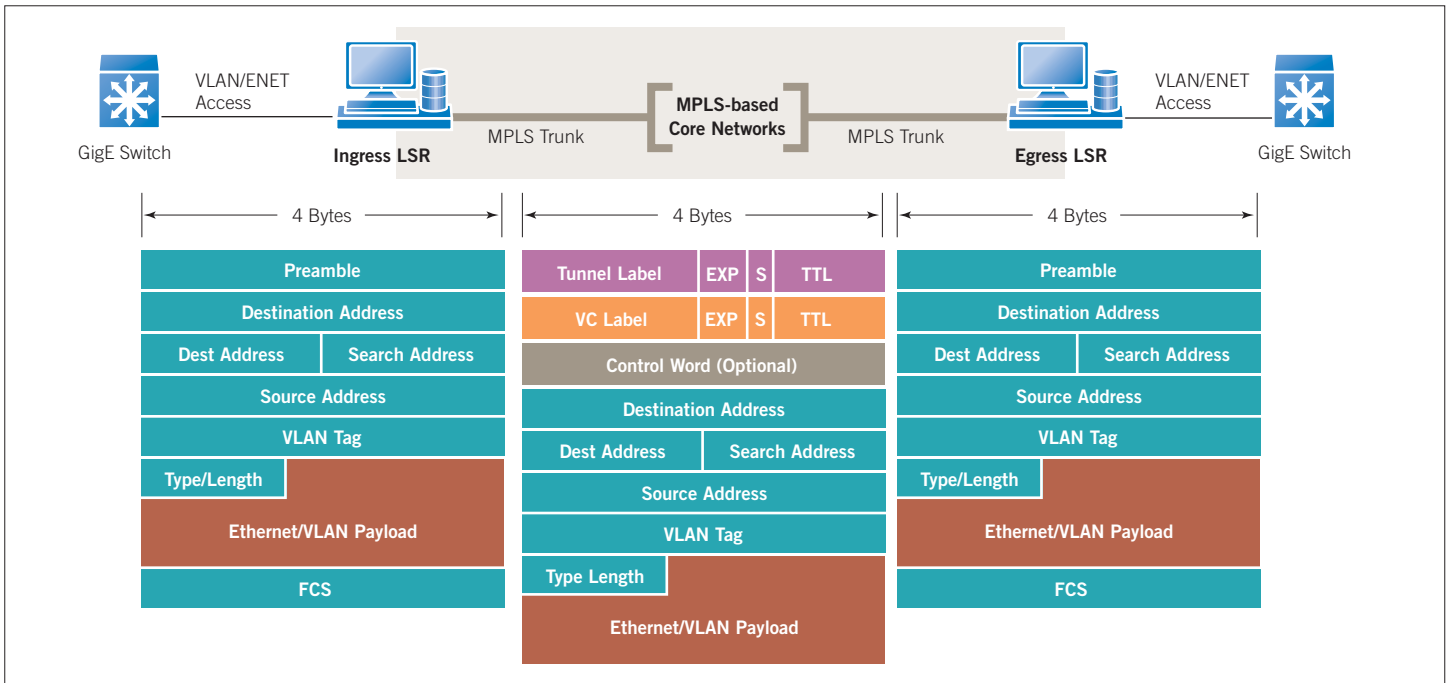 VLAN/ENET
Access
GigE Switch
Ingress LSR
MPLS Trunk
MPLS-based
Core Networks
MPLS Trunk
Egress LSR
VLAN/ENET
Access
GigE Switch
4 Bytes
Preamble
Destination Address
Dest Address Search Address
Source Address
VLAN Tag
Type/Length
Ethernet/VLAN Payload
FCS
4 Bytes
Tunnel Label EXP S TTL
VC Label EXP S TTL
Control Word (Optional)
Destination Address
Dest Address Search Address
Source Address
VLAN Tag
Type Length
Ethernet/VLAN Payload
4 Bytes
Preamble
Destination Address
Dest Address Search Address
Source Address
VLAN Tag
Type/Length
Ethernet/VLAN Payload
FCS